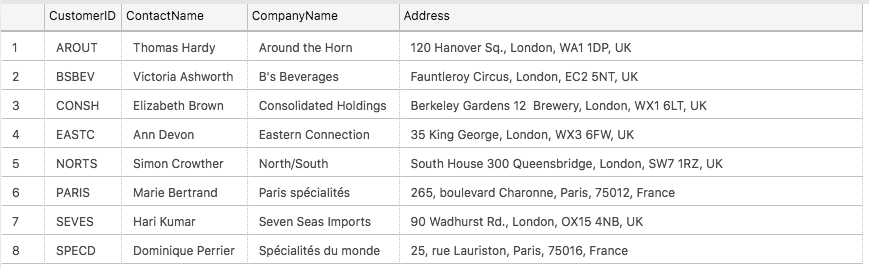 CustomerID ContactName CompanyName Address
1 AROUT Thomas Hardy Around the Horn 120 Hanover Sq., London, WA1 1DP, UK
2 BSBEV Victoria Ashworth B's Beverages Fauntleroy Circus, London, EC2 5NT, UK
3 CONSH Elizabeth Brown Consolidated Holdings Berkeley Gardens 12  Brewery, London, WX1 6LT, UK
4 EASTC Ann Devon Eastern Connection 35 King George, London, WX3 6FW, UK
5 NORTS Simon Crowther North/South South House 300 Queensbridge, London, SW7 1RZ, UK
6 PARIS Marie Bertrand Paris spécialités 265, boulevard Charonne, Paris, 75012, France
7 SEVES Hari Kumar Seven Seas Imports 90 Wadhurst Rd., London, OX15 4NB, UK
8 SPECD Dominique Perrier Spécialités du monde 25, rue Lauriston, Paris, 75016, France